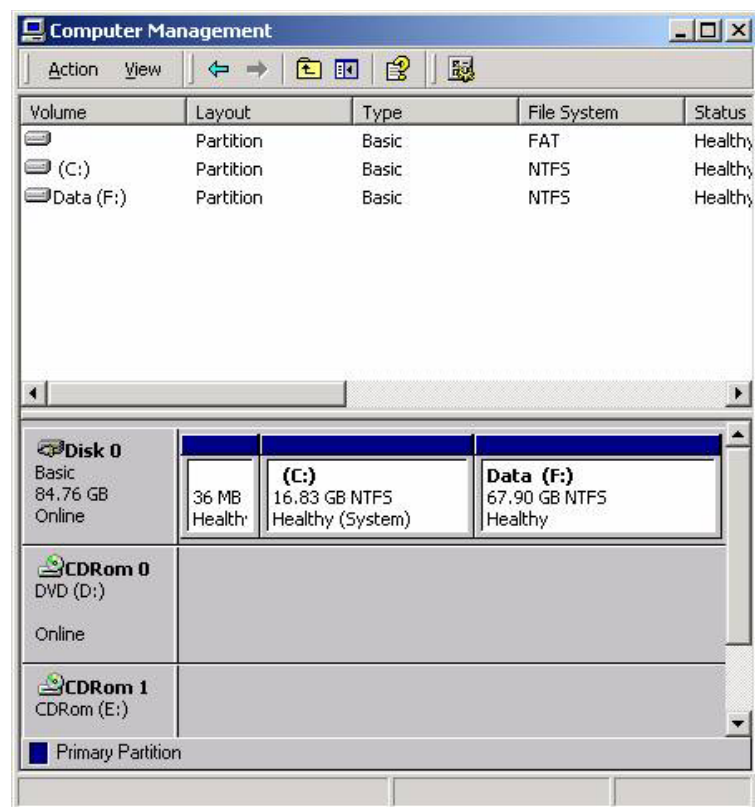 Computer Management
Action View
Volume Layout Type File System Status
Partition Basic FAT Healthy
(C:) Partition Basic NTFS Healthy
Data (F:) Partition Basic NTFS Healthy
Disk 0
Basic
84.76 GB
Online
36 MB
Health
(C:)
16.83 GB NTFS
Healthy (System)
Data (F:)
67.90 GB NTFS
Healthy
CDRom 0
DVD (D:)
Online
CDRom 1
CDRom (E:)
Primary Partition